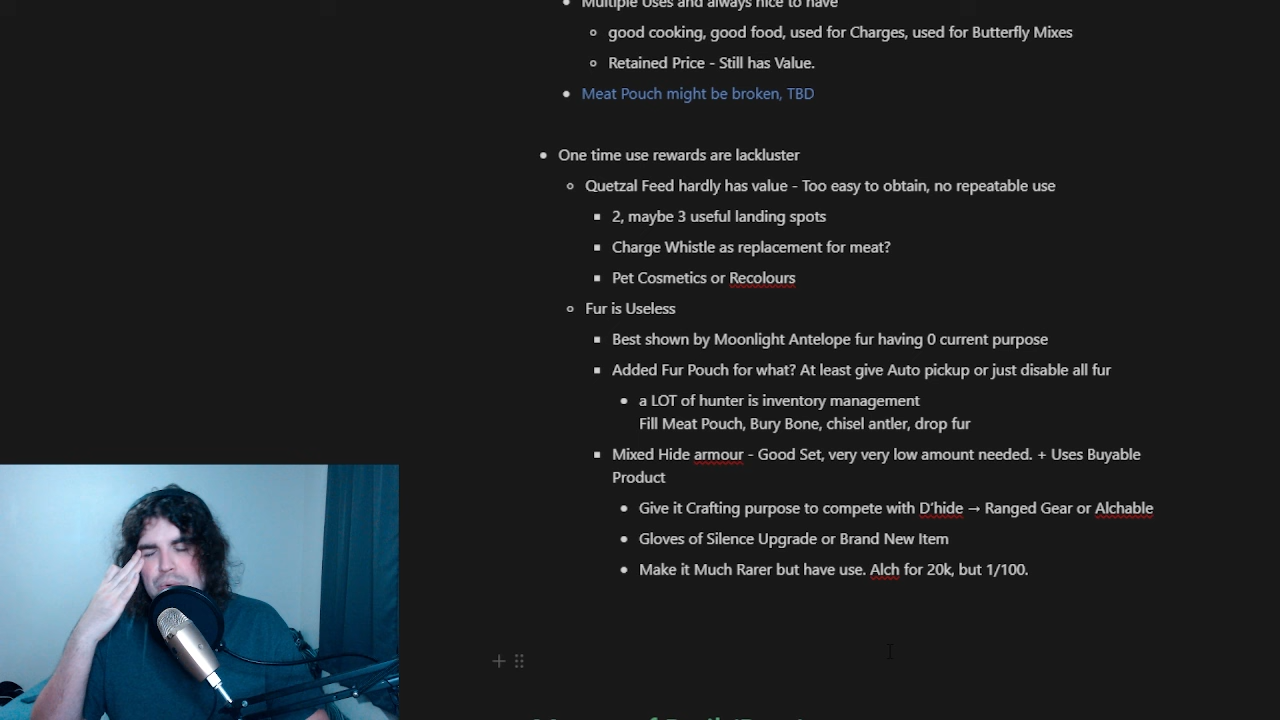 Multiple Uses and always nice to have
good cooking, good food, used for Charges, used for Butterfly Mixes
Retained Price - Still has Value.
Meat Pouch might be broken, TBD
One time use rewards are lackluster
Quetzal Feed hardly has value - Too easy to obtain, no repeatable use
2, maybe 3 useful landing spots
Charge Whistle as replacement for meat?
Pet Cosmetics or Recolours
Fur is Useless
Best shown by Moonlight Antelope fur having 0 current purpose
Added Fur Pouch for what? At least give Auto pickup or just disable all fur
a LOT of hunter is inventory management
Fill Meat Pouch, Bury Bone, chisel antler, drop fur
Mixed Hide armour - Good Set, very very low amount needed. + Uses Buyable
Product
Give it Crafting purpose to compete with D'hide → Ranged Gear or Alchable
Gloves of Silence Upgrade or Brand New Item
Make it Much Rarer but have use. Alch for 20k, but 1/100.